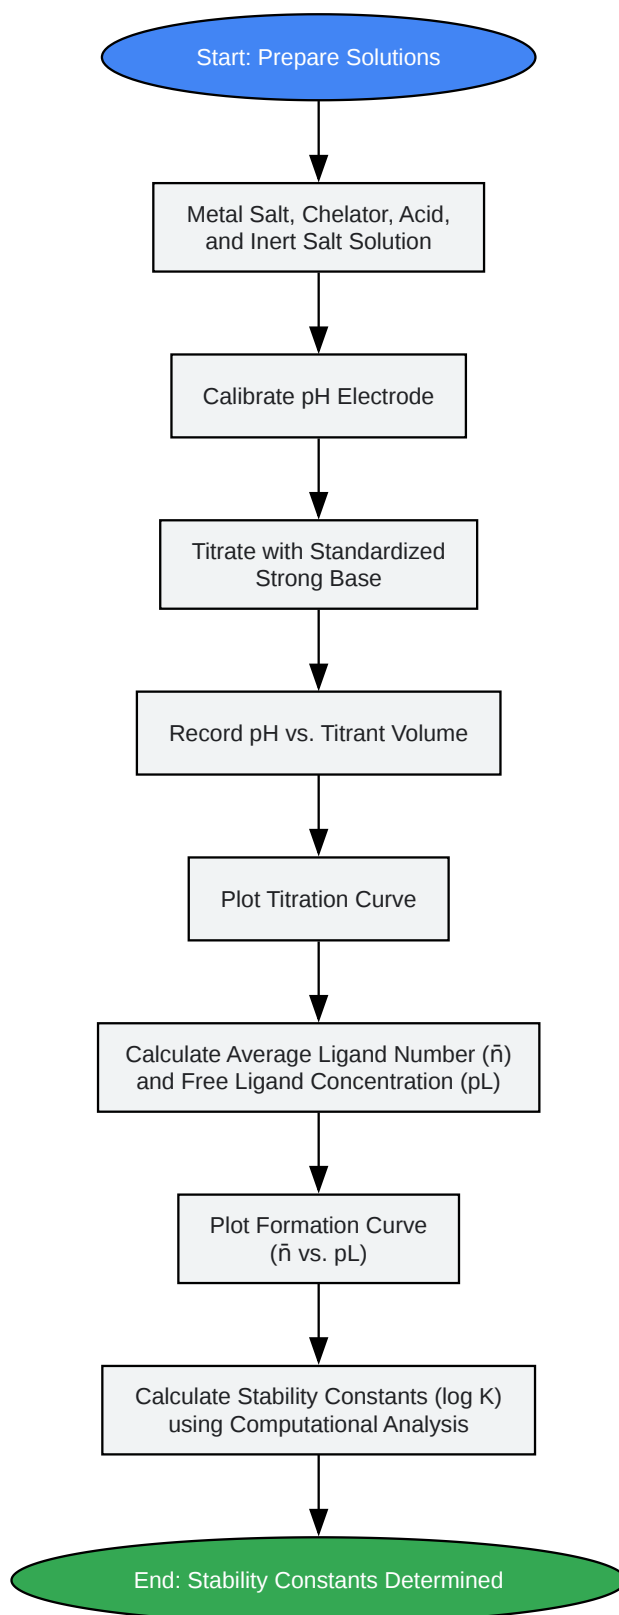 Start: Prepare Solutions
Metal Salt, Chelator, Acid,
and Inert Salt Solution
Calibrate pH Electrode
Titrate with Standardized
Strong Base
Record pH vs. Titrant Volume
Plot Titration Curve
Calculate Average Ligand Number (n̄)
and Free Ligand Concentration (pL)
Plot Formation Curve
(n̄ vs. pL)
Calculate Stability Constants (log K)
using Computational Analysis
End: Stability Constants Determined